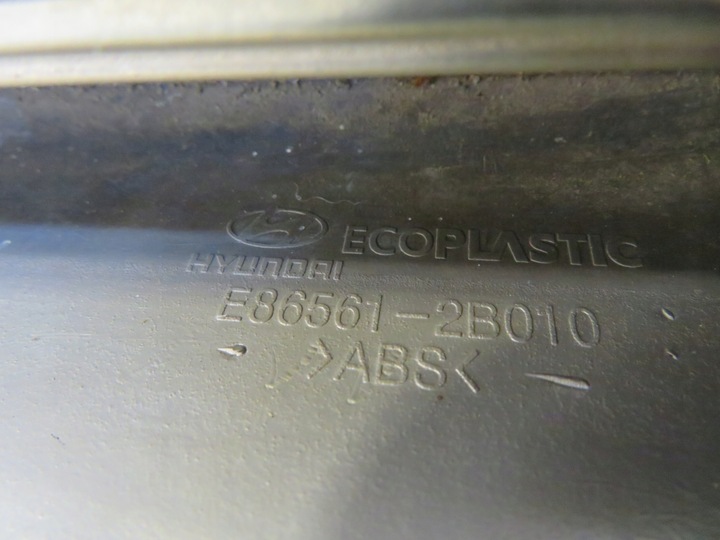 ECOPLASTIC
HYUNDAI
E86561-2B010
>ABS<